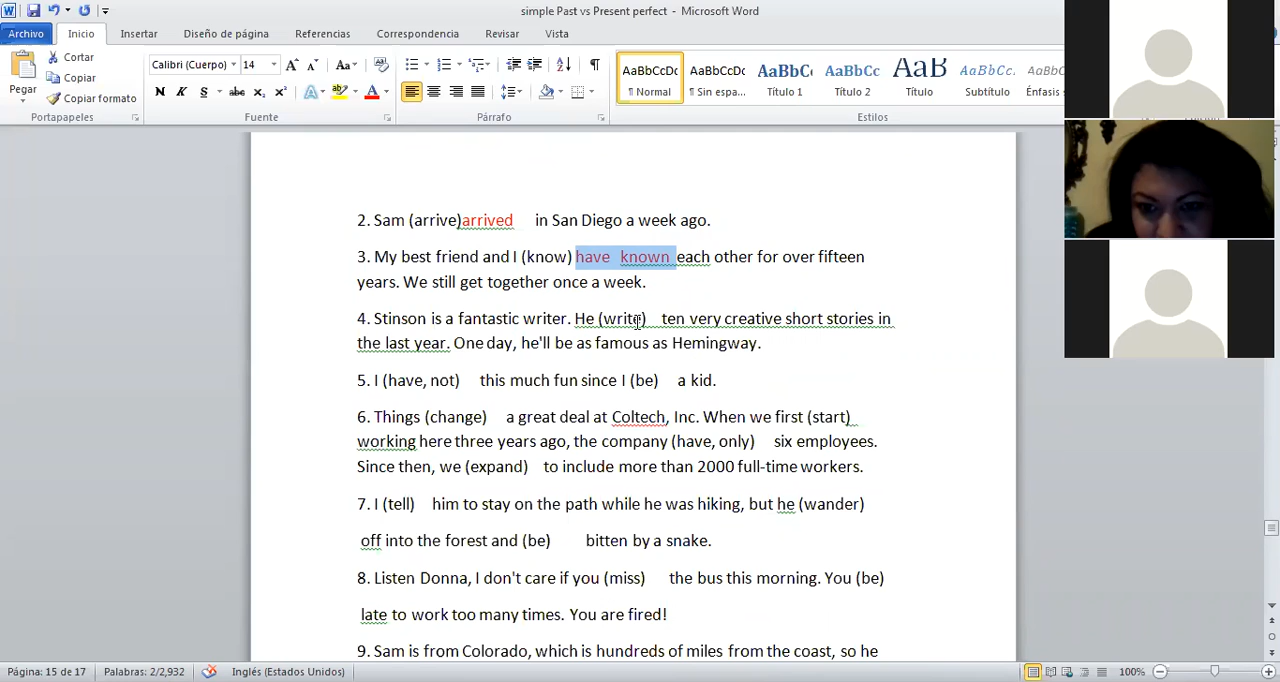 simple Past vs Present perfect - Microsoft Word
Archivo Inicio Insertar Diseño de página Referencias Correspondencia Revisar Vista
Pegar
Cortar
Copiar
Copiar formato
Calibri (Cuerpo) 14
AaBbCcDc AaBbCcDc AaBbC AaBbCc AaB AaBbCc. AaBbCc
¶ Normal ¶ Sin espa... Título 1 Título 2 Título Subtítulo Énfasis
Portapapeles Fuente Párrafo Estilos
2. Sam (arrive)arrived in San Diego a week ago.
3. My best friend and I (know) have known each other for over fifteen
years. We still get together once a week.
4. Stinson is a fantastic writer. He (write) ten very creative short stories in
the last year. One day, he'll be as famous as Hemingway.
5. I (have, not) this much fun since I (be) a kid.
6. Things (change) a great deal at Coltech, Inc. When we first (start)
working here three years ago, the company (have, only) six employees.
Since then, we (expand) to include more than 2000 full-time workers.
7. I (tell) him to stay on the path while he was hiking, but he (wander)
off into the forest and (be) bitten by a snake.
8. Listen Donna, I don't care if you (miss) the bus this morning. You (be)
late to work too many times. You are fired!
9. Sam is from Colorado, which is hundreds of miles from the coast, so he
Página: 15 de 17 Palabras: 2/2,932 Inglés (Estados Unidos) 100%